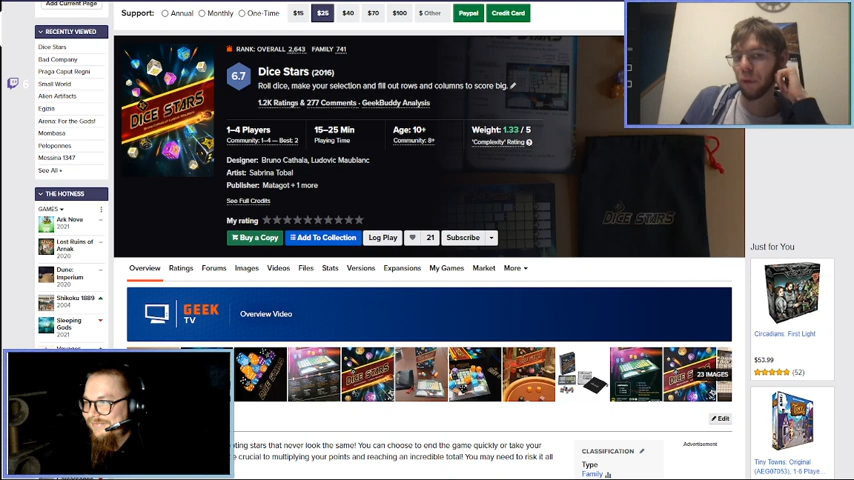 Add Current Page
Support: Annual Monthly One-Time $15 $25 $40 $70 $100 $ Other Paypal Credit Card
RECENTLY VIEWED
Dice Stars
Bad Company
Praga Caput Regni
Small World
Alien Artifacts
Egizia
Arena: For the Gods!
Mombasa
Peloponnes
Messina 1347
See All »
THE HOTNESS
GAMES
Ark Nova
2021
Lost Ruins of Arnak
2020
Dune: Imperium
2020
Shikoku 1889
2004
Sleeping Gods
2021
DICE STARS
RANK: OVERALL 2,643 FAMILY 741
6.7
Dice Stars (2016)
Roll dice, make your selection and fill out rows and columns to score big.
1.2K Ratings & 277 Comments · GeekBuddy Analysis
1–4 Players
Community: 1–4 — Best: 2
15–25 Min
Playing Time
Age: 10+
Community: 8+
Weight: 1.33 / 5
'Complexity' Rating
Designer: Bruno Cathala, Ludovic Maublanc
Artist: Sabrina Tobal
Publisher: Matagot + 1 more
See Full Credits
My rating
Buy a Copy Add To Collection Log Play 21 Subscribe
DICE STARS
Overview Ratings Forums Images Videos Files Stats Versions Expansions My Games Market More
GEEK
TV
Overview Video
DICE STARS
DICE STARS
23 IMAGES
Edit
oting stars that never look the same! You can choose to end the game quickly or take your
e crucial to multiplying your points and reaching an incredible total! You may need to risk it all
CLASSIFICATION
Type
Family
Advertisement
Just for You
Circadians: First Light
$53.99
(52)
Tiny Towns: Original
(AEG07053), 1-6 Playe...